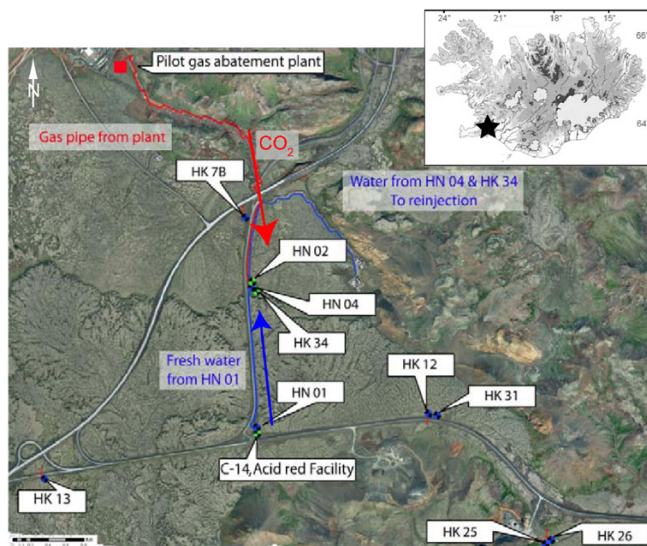 24°
21°
18°
15°
66°
64°
Pilot gas abatement plant
N
Gas pipe from plant
CO2
HK 7B
Water from HN 04 & HK 34
To reinjection
HN 02
HN 04
HK 34
Fresh water
from HN 01
HN 01
HK 12
HK 31
C-14,Acid red Facility
HK 13
HK 25
HK 26